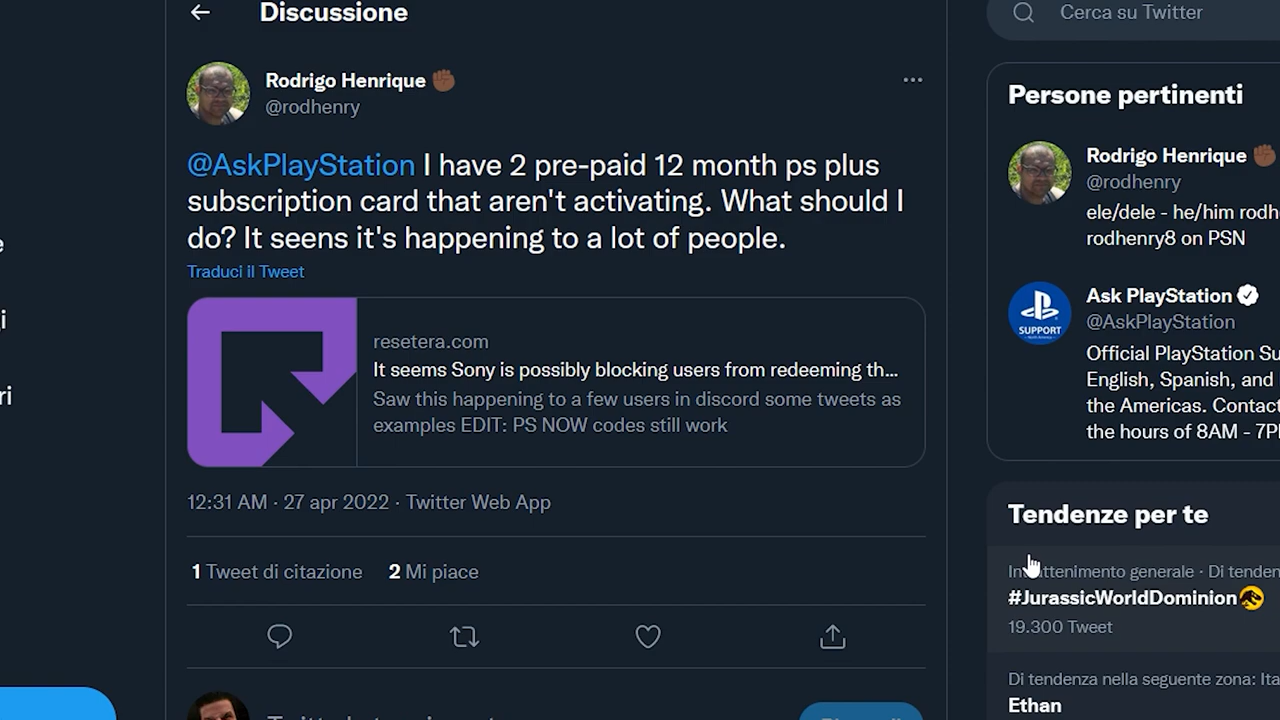 Discussione
Rodrigo Henrique
@rodhenry
@AskPlayStation I have 2 pre-paid 12 month ps plus
subscription card that aren't activating. What should I
do? It seens it's happening to a lot of people.
Traduci il Tweet
resetera.com
It seems Sony is possibly blocking users from redeeming th...
Saw this happening to a few users in discord some tweets as
examples EDIT: PS NOW codes still work
12:31 AM · 27 apr 2022 · Twitter Web App
1 Tweet di citazione 2 Mi piace
Cerca su Twitter
Persone pertinenti
Rodrigo Henrique
@rodhenry
ele/dele - he/him rodh
rodhenry8 on PSN
SUPPORT
Ask PlayStation
@AskPlayStation
Official PlayStation Su
English, Spanish, and
the Americas. Contact
the hours of 8AM - 7P
Tendenze per te
Intrattenimento generale · Di tenden
#JurassicWorldDominion
19.300 Tweet
Di tendenza nella seguente zona: Ita
Ethan